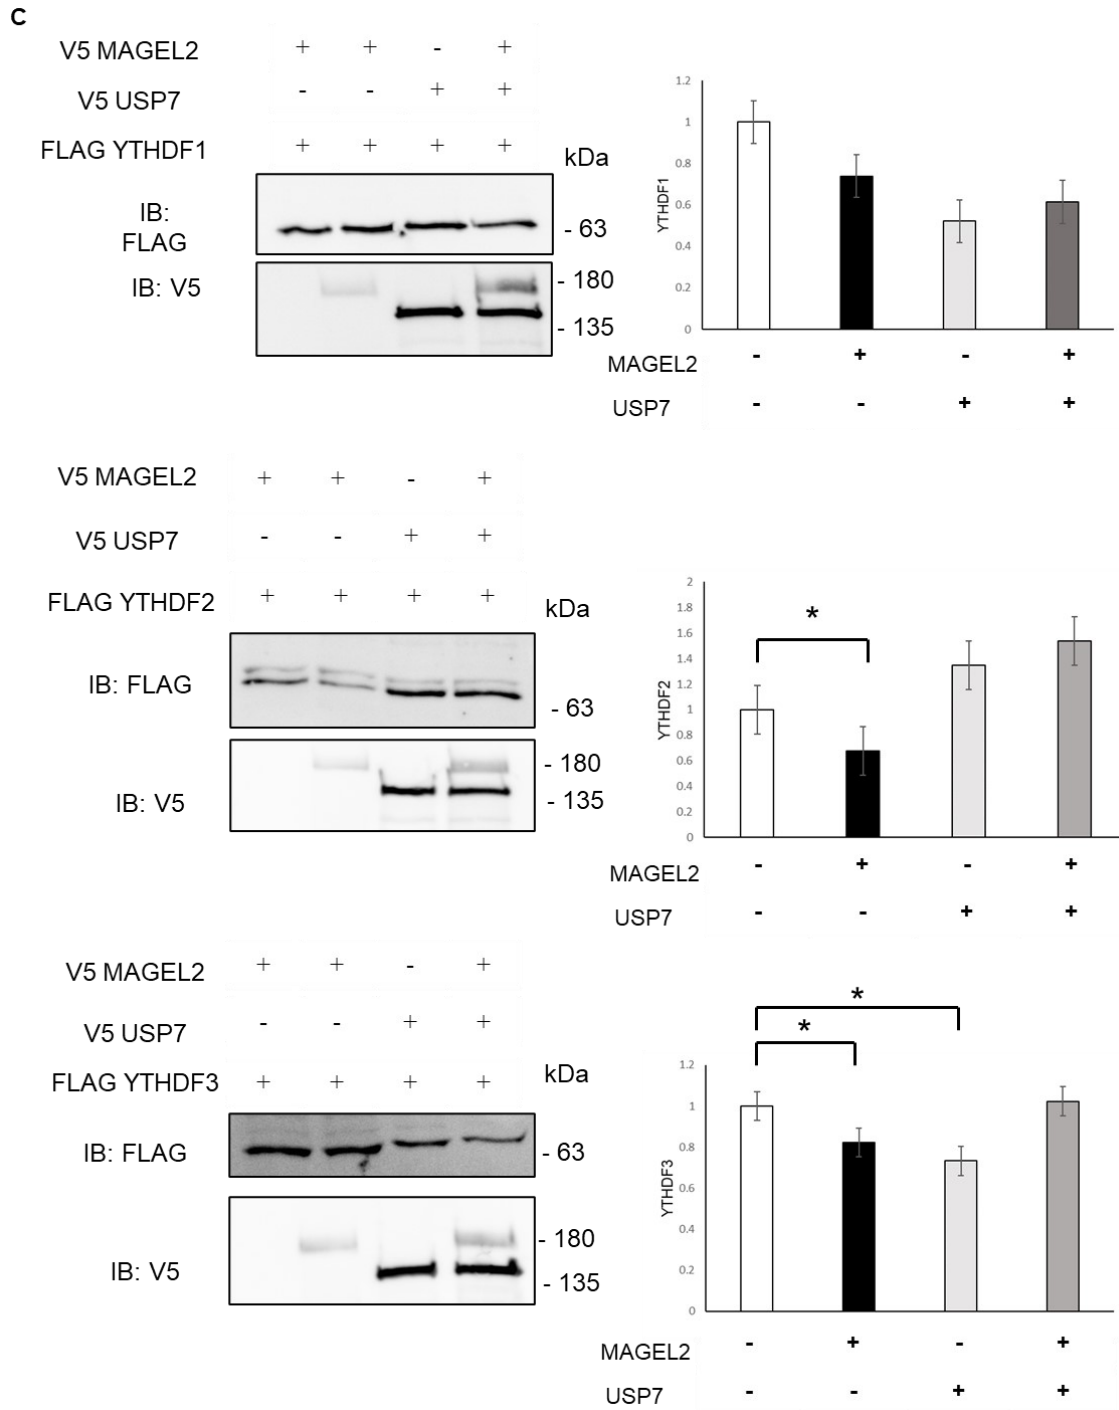 C
V5 MAGEL2 + + - +
V5 USP7 - - + +
FLAG YTHDF1 + + + +
kDa
IB:
FLAG
- 63
IB: V5
- 180
- 135
1.2
1
0.8
0.6
0.4
0.2
0
YTHDF1
MAGEL2 - + - +
USP7 - - + +
V5 MAGEL2 + + - +
V5 USP7 - - + +
FLAG YTHDF2 + + + +
kDa
IB: FLAG
- 63
IB: V5
- 180
- 135
*
2
1.8
1.6
1.4
1.2
1
0.8
0.6
0.4
0.2
0
YTHDF2
MAGEL2 - + - +
USP7 - - + +
V5 MAGEL2 + + - +
V5 USP7 - - + +
FLAG YTHDF3 + + + +
kDa
IB: FLAG
- 63
IB: V5
- 180
- 135
*
*
1.2
1
0.8
0.6
0.4
0.2
0
YTHDF3
MAGEL2 - + - +
USP7 - - + +